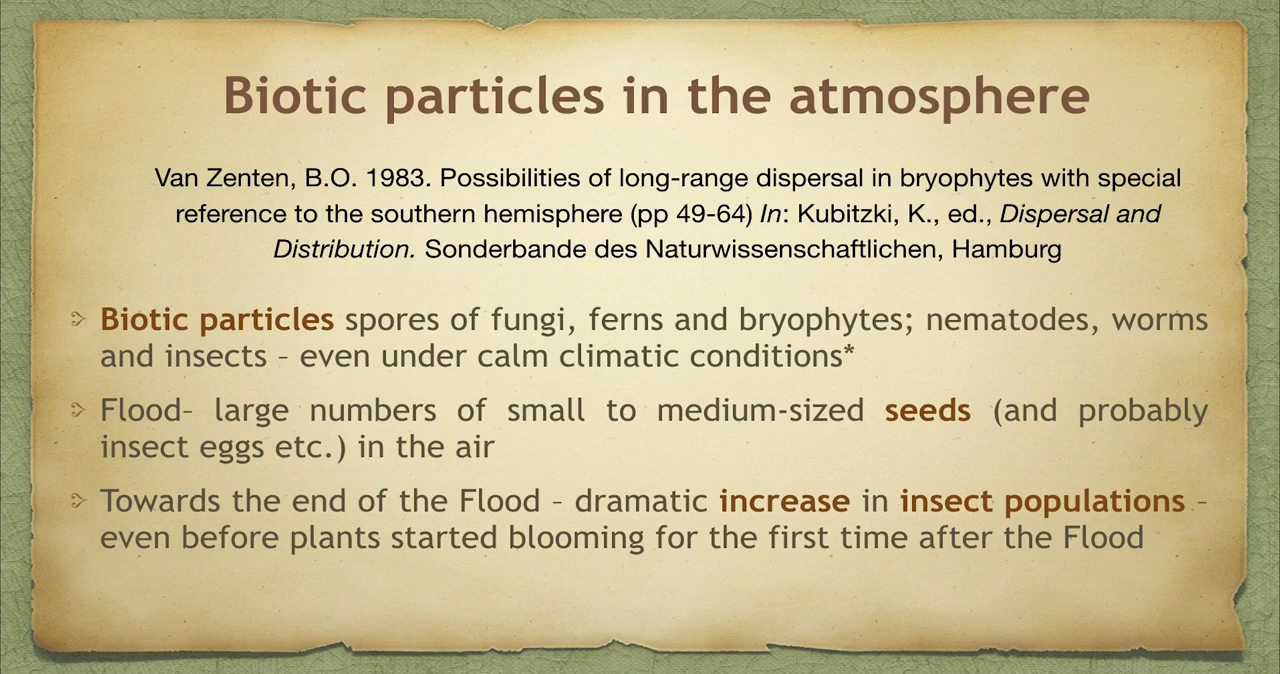 Biotic particles in the atmosphere
Van Zenten, B.O. 1983. Possibilities of long-range dispersal in bryophytes with special
reference to the southern hemisphere (pp 49-64) In: Kubitzki, K., ed., Dispersal and
Distribution. Sonderbande des Naturwissenschaftlichen, Hamburg
Biotic particles spores of fungi, ferns and bryophytes; nematodes, worms
and insects – even under calm climatic conditions*
Flood– large numbers of small to medium-sized seeds (and probably
insect eggs etc.) in the air
Towards the end of the Flood – dramatic increase in insect populations –
even before plants started blooming for the first time after the Flood